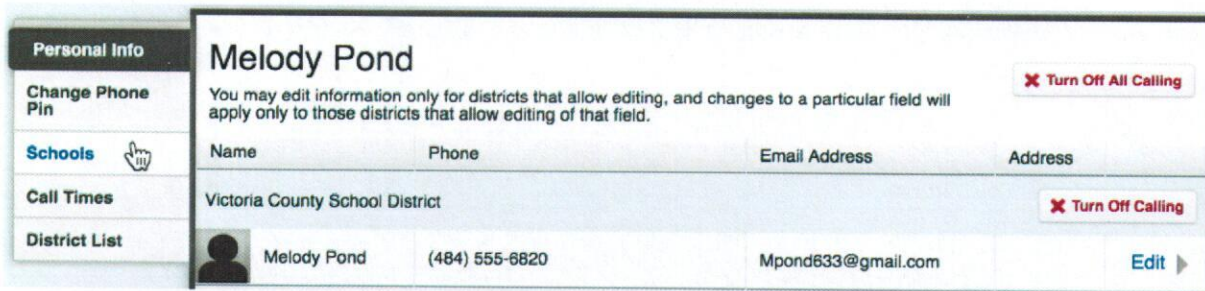 Personal Info
Change Phone
Pin
Schools
Call Times
District List
Melody Pond
✖ Turn Off All Calling
You may edit information only for districts that allow editing, and changes to a particular field will
apply only to those districts that allow editing of that field.
Name Phone Email Address Address
Victoria County School District ✖ Turn Off Calling
Melody Pond (484) 555-6820 Mpond633@gmail.com Edit